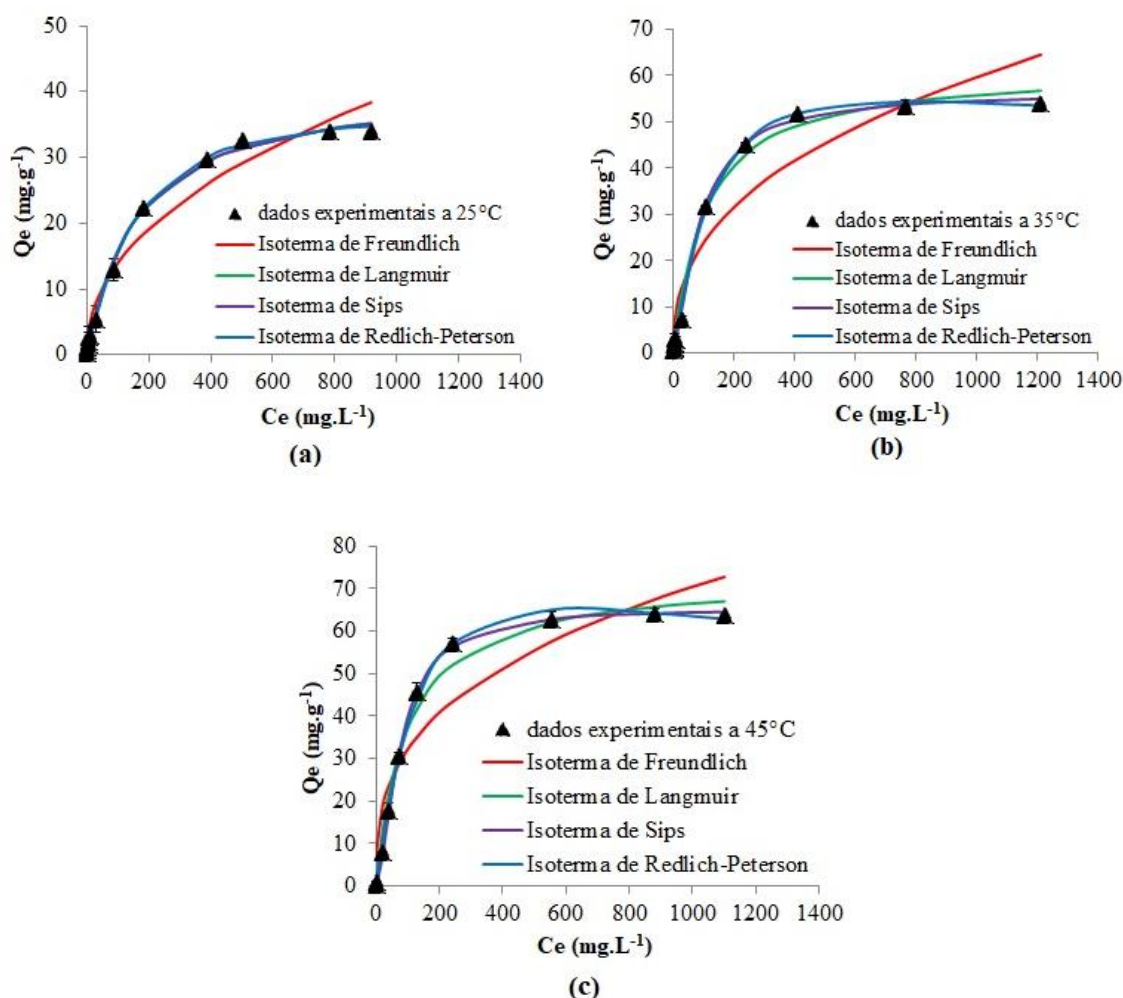 50
40
30
20
10
0
Qe (mg.g⁻¹)
dados experimentais a 25°C
Isoterma de Freundlich
Isoterma de Langmuir
Isoterma de Sips
Isoterma de Redlich-Peterson
0 200 400 600 800 1000 1200 1400
Ce (mg.L⁻¹)
(a)
70
60
50
40
30
20
10
0
Qe (mg.g⁻¹)
dados experimentais a 35°C
Isoterma de Freundlich
Isoterma de Langmuir
Isoterma de Sips
Isoterma de Redlich-Peterson
0 200 400 600 800 1000 1200 1400
Ce (mg.L⁻¹)
(b)
80
70
60
50
40
30
20
10
0
Qe (mg.g⁻¹)
dados experimentais a 45°C
Isoterma de Freundlich
Isoterma de Langmuir
Isoterma de Sips
Isoterma de Redlich-Peterson
0 200 400 600 800 1000 1200 1400
Ce (mg.L⁻¹)
(c)